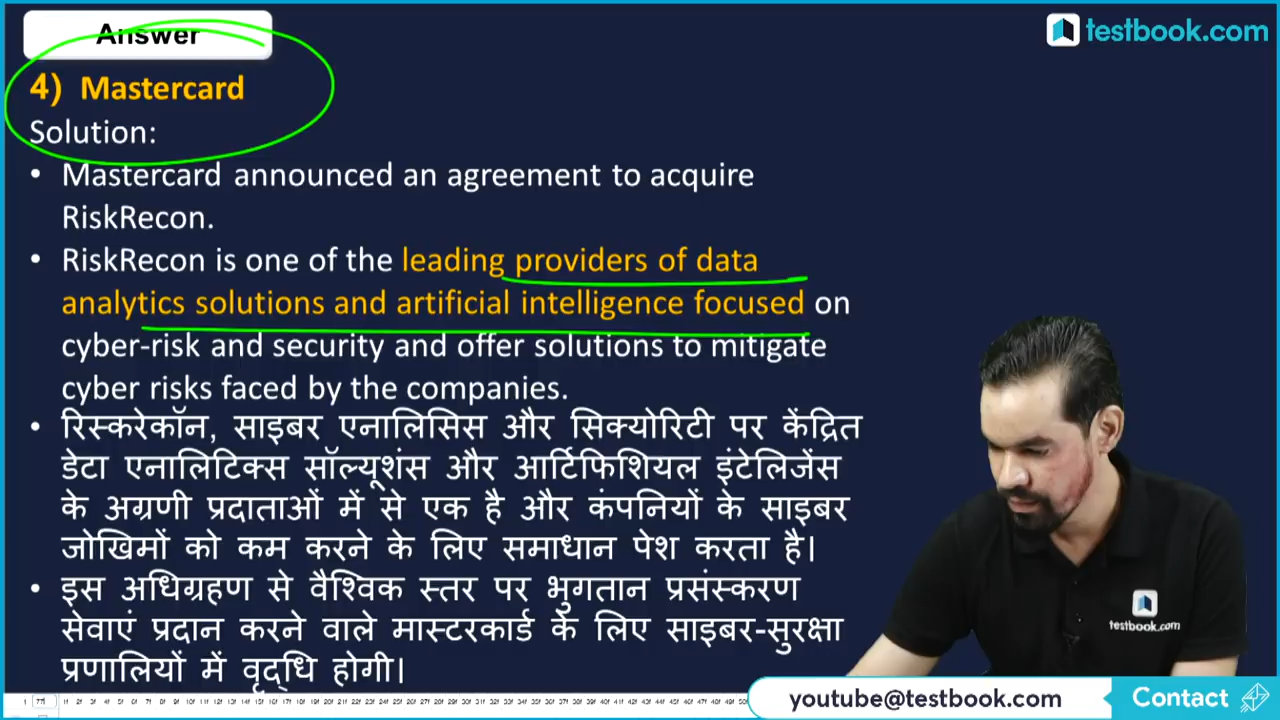 Answer
testbook.com
4) Mastercard
Solution:
• Mastercard announced an agreement to acquire
RiskRecon.
• RiskRecon is one of the leading providers of data
analytics solutions and artificial intelligence focused on
cyber-risk and security and offer solutions to mitigate
cyber risks faced by the companies.
• रिस्करेकॉन, साइबर एनालिसिस और सिक्योरिटी पर केंद्रित
डेटा एनालिटिक्स सॉल्यूशंस और आर्टिफिशियल इंटेलिजेंस
के अग्रणी प्रदाताओं में से एक है और कंपनियों के साइबर
जोखिमों को कम करने के लिए समाधान पेश करता है।
• इस अधिग्रहण से वैश्विक स्तर पर भुगतान प्रसंस्करण
सेवाएं प्रदान करने वाले मास्टरकार्ड के लिए साइबर-सुरक्षा
प्रणालियों में वृद्धि होगी।
testbook.com
youtube@testbook.com
Contact